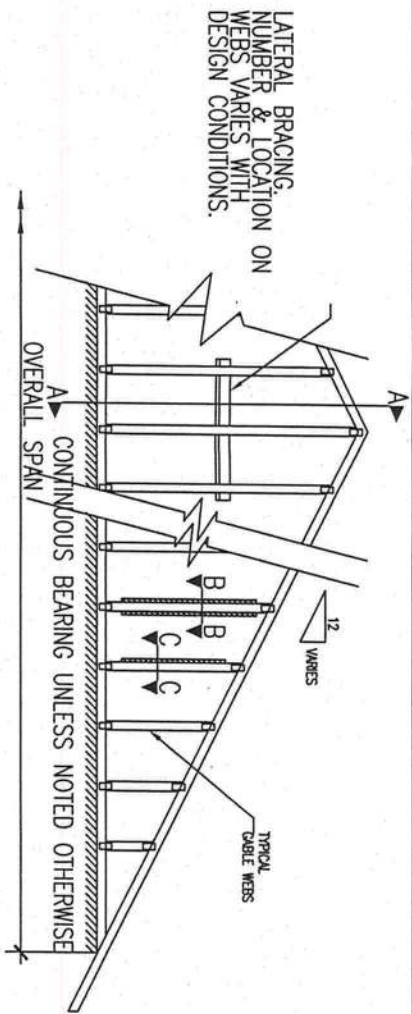 LATERAL BRACING.
NUMBER & LOCATION ON
WEBS VARIES WITH
DESIGN CONDITIONS.
A
A
12
VARIES
B
B
C
C
TYPICAL
GABLE WEBS
CONTINUOUS BEARING UNLESS NOTED OTHERWISE
OVERALL SPAN